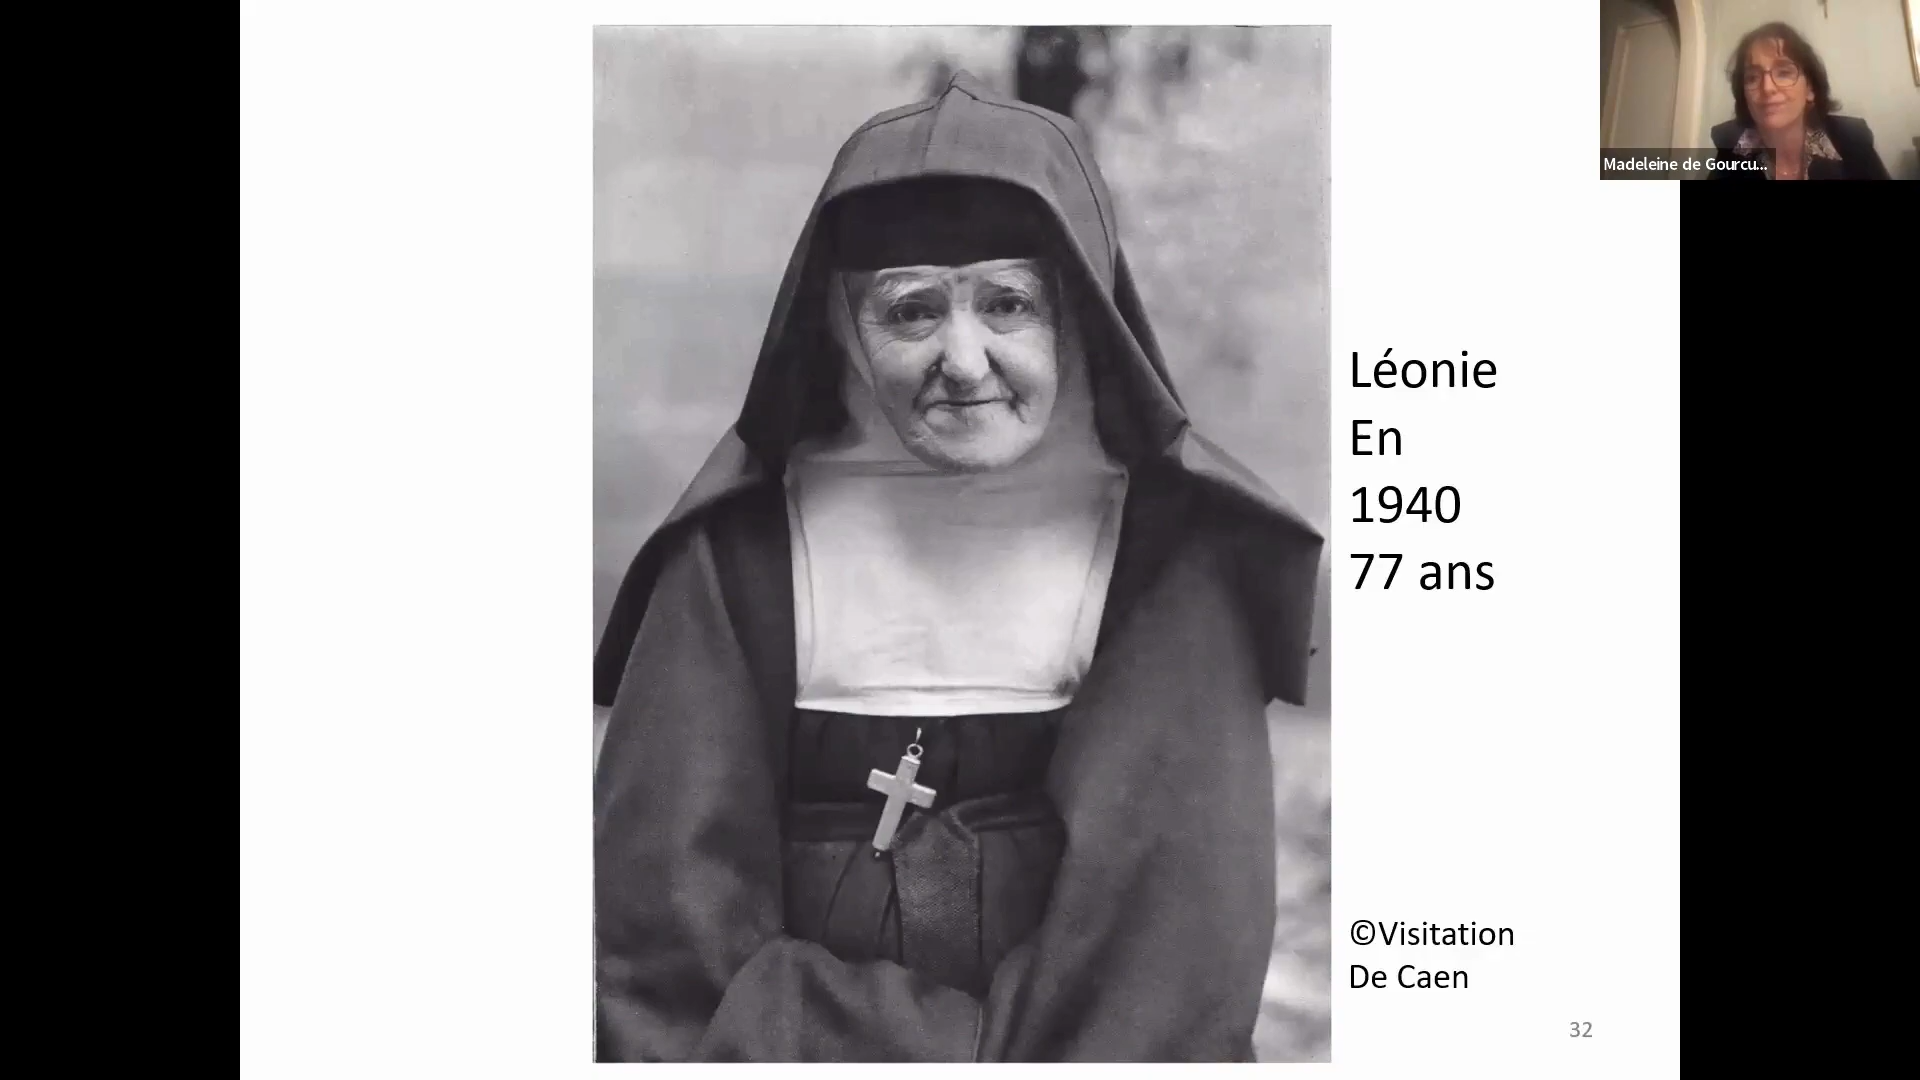 Madeleine de Gourcu...
Léonie
En
1940
77 ans
©Visitation
De Caen
32